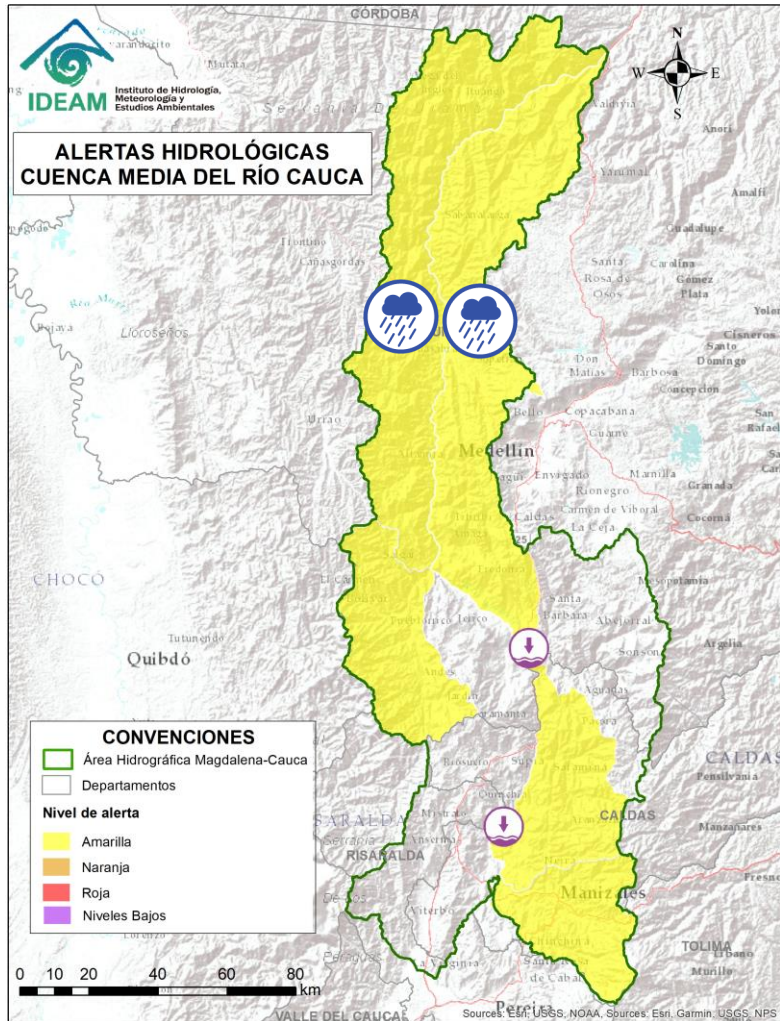 CÓRDOBA
IDEAM
Instituto de Hidrología,
Meteorología y
Estudios Ambientales
N
W
E
S
ALERTAS HIDROLÓGICAS
CUENCA MEDIA DEL RÍO CAUCA
Anorí
Yarumal
Amalfi
Guadalupe
Sabanalarga
Frontino
Cañasgordas
Santa
Rosa de
Osos
Carolina
Gómez
Plata
Cisneros
Santo
Domingo
Don
Matías
Barbosa
Concepción
Urrao
Bello
Copacabana
Guarne
Medellín
Envigado
Rionegro
Granada
Carmen de Viboral
Caldas
La Ceja
Cocorná
CHOCÓ
Fredonia
Santa
Bárbara
Abejorral
Sonsón
Argelia
Tutunendo
Quibdó
Andes
Aguadas
Pácora
CALDAS
Pensilvania
Riosucio
Salamina
CALDAS
Manzanares
RISARALDA
Neira
Manizales
Viterbo
TOLIMA
Murillo
Pereira
VALLE DEL CAUCA
CONVENCIONES
Área Hidrográfica Magdalena-Cauca
Departamentos
Nivel de alerta
Amarilla
Naranja
Roja
Niveles Bajos
0 10 20 40 60 80
km
Sources: Esri, USGS, NOAA, Sources: Esri, Garmin, USGS, NPS